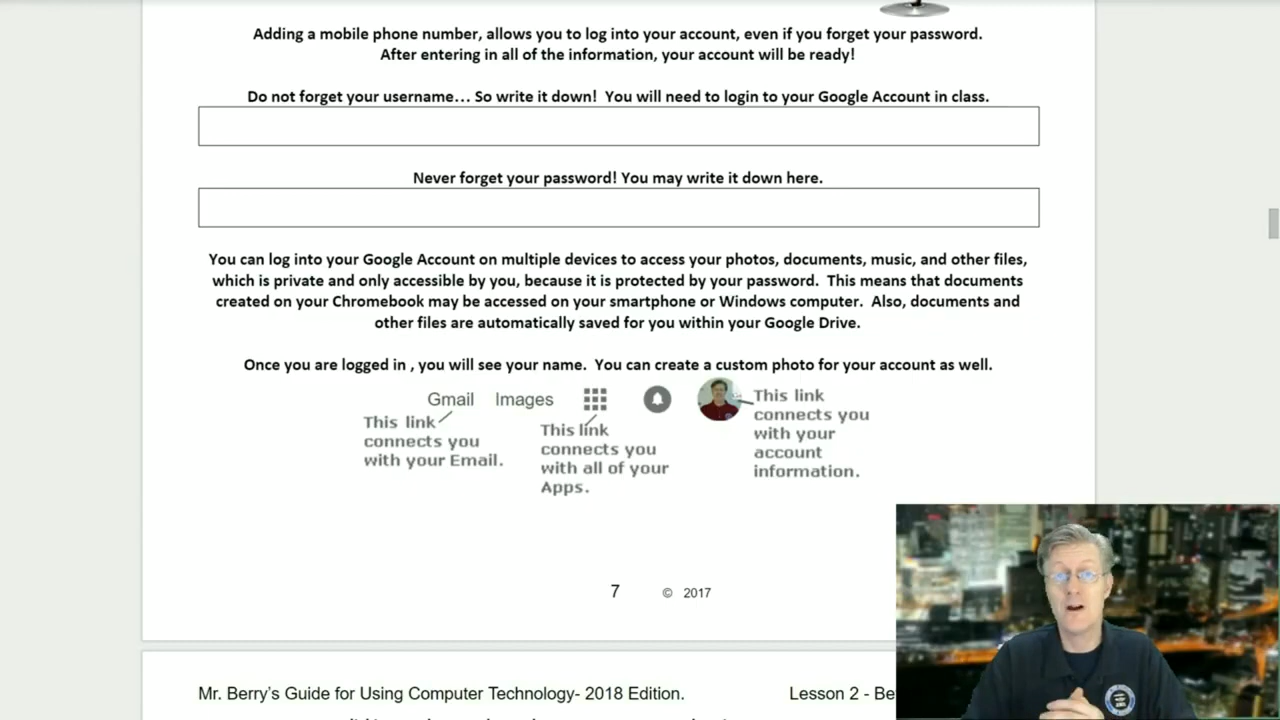 Adding a mobile phone number, allows you to log into your account, even if you forget your password.
After entering in all of the information, your account will be ready!
Do not forget your username... So write it down!  You will need to login to your Google Account in class.
Never forget your password! You may write it down here.
You can log into your Google Account on multiple devices to access your photos, documents, music, and other files,
which is private and only accessible by you, because it is protected by your password.  This means that documents
created on your Chromebook may be accessed on your smartphone or Windows computer.  Also, documents and
other files are automatically saved for you within your Google Drive.
Once you are logged in , you will see your name.  You can create a custom photo for your account as well.
Gmail Images
This link
connects you
with your Email.
This link
connects you
with all of your
Apps.
This link
connects you
with your
account
information.
7 © 2017
Mr. Berry's Guide for Using Computer Technology- 2018 Edition. Lesson 2 -